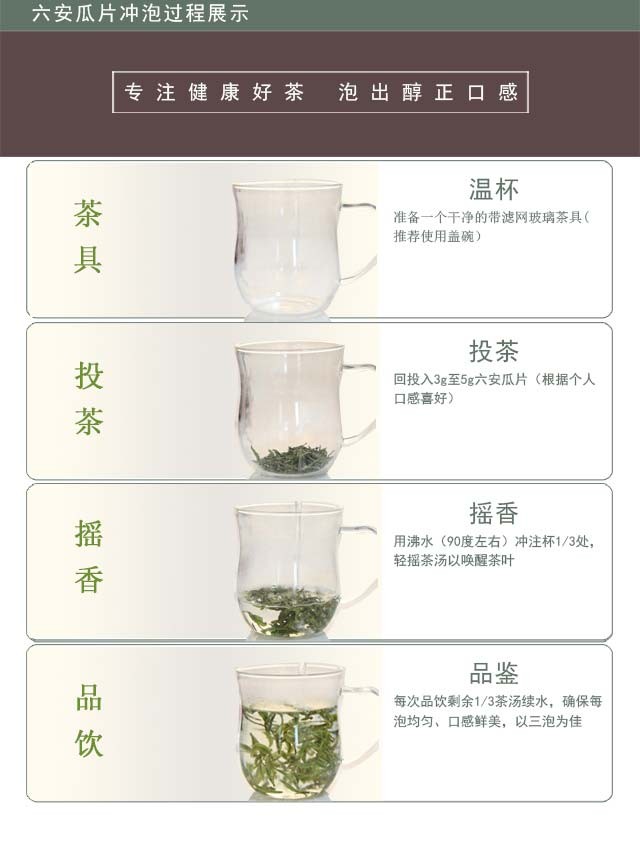 六安瓜片冲泡过程展示
专注健康好茶 泡出醇正口感
茶具
温杯
准备一个干净的带滤网玻璃茶具(
推荐使用盖碗)
投茶
投茶
回投入3g至5g六安瓜片（根据个人
口感喜好）
摇香
摇香
用沸水（90度左右）冲注杯1/3处，
轻摇茶汤以唤醒茶叶
品饮
品鉴
每次品饮剩余1/3茶汤续水，确保每
泡均匀、口感鲜美，以三泡为佳